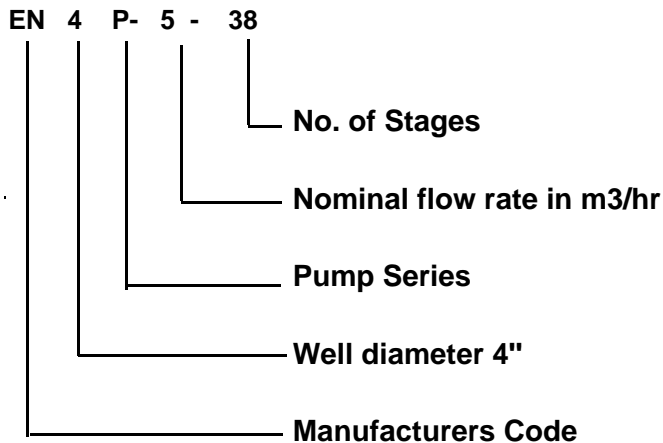 EN 4 P- 5 - 38
No. of Stages
Nominal flow rate in m3/hr
Pump Series
Well diameter 4"
Manufacturers Code